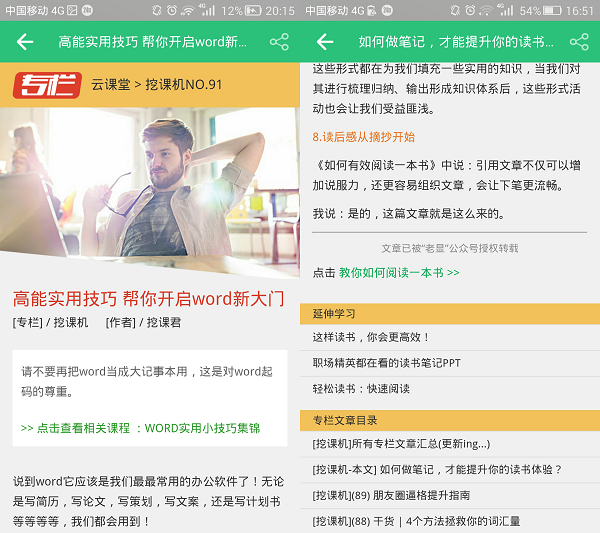 中国移动 4G
4G
12%
20:15
高能实用技巧 帮你开启word新...
专栏
云课堂 > 挖课机NO.91
高能实用技巧 帮你开启word新大门
[专栏] / 挖课机 [作者] / 挖课君
请不要再把word当成大记事本用，这是对word起
码的尊重。
>> 点击查看相关课程 ：WORD实用小技巧集锦
说到word它应该是我们最最常用的办公软件了！无论
是写简历，写论文，写策划，写文案，还是写计划书
等等等等，我们都会用到！
中国移动 4G
4G
54%
16:51
如何做笔记，才能提升你的读书...
这些形式都在为我们填充一些实用的知识，当我们对
其进行梳理归纳、输出形成知识体系后，这些形式活
动也会让我们受益匪浅。
8.读后感从摘抄开始
《如何有效阅读一本书》中说：引用文章不仅可以增
加说服力，还更容易组织文章，会让下笔更流畅。
我说：是的，这篇文章就是这么来的。
文章已被“老显”公众号授权转载
点击 教你如何阅读一本书 >>
延伸学习
这样读书，你会更高效！
职场精英都在看的读书笔记PPT
轻松读书：快速阅读
专栏文章目录
[挖课机]所有专栏文章汇总(更新ing...)
[挖课机-本文] 如何做笔记，才能提升你的读书体验？
[挖课机](89) 朋友圈逼格提升指南
[挖课机](88) 干货 | 4个方法拯救你的词汇量